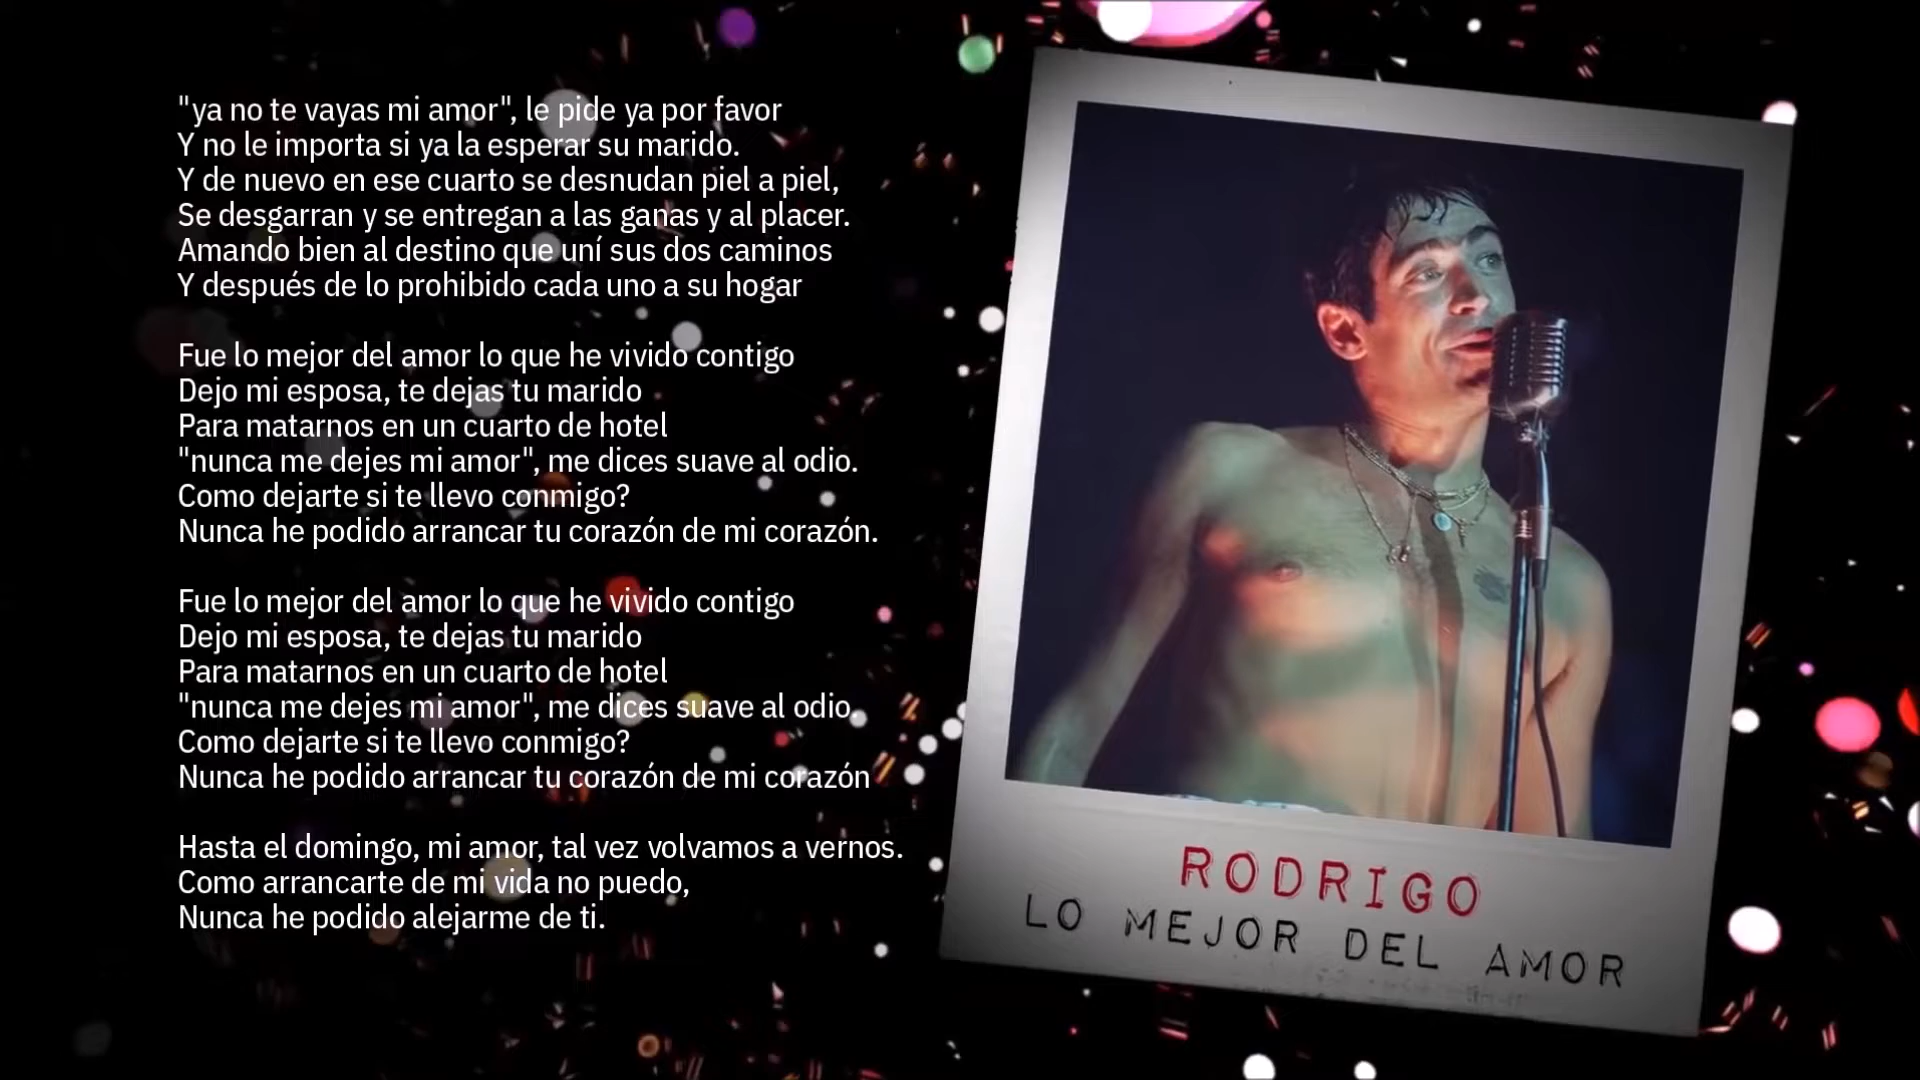 "ya no te vayas mi amor", le pide ya por favor
Y no le importa si ya la esperar su marido.
Y de nuevo en ese cuarto se desnudan piel a piel,
Se desgarran y se entregan a las ganas y al placer.
Amando bien al destino que uní sus dos caminos
Y después de lo prohibido cada uno a su hogar

Fue lo mejor del amor lo que he vivido contigo
Dejo mi esposa, te dejas tu marido
Para matarnos en un cuarto de hotel
"nunca me dejes mi amor", me dices suave al odio.
Como dejarte si te llevo conmigo?
Nunca he podido arrancar tu corazón de mi corazón.

Fue lo mejor del amor lo que he vivido contigo
Dejo mi esposa, te dejas tu marido
Para matarnos en un cuarto de hotel
"nunca me dejes mi amor", me dices suave al odio.
Como dejarte si te llevo conmigo?
Nunca he podido arrancar tu corazón de mi corazón

Hasta el domingo, mi amor, tal vez volvamos a vernos.
Como arrancarte de mi vida no puedo,
Nunca he podido alejarme de ti.

RODRIGO
LO MEJOR DEL AMOR